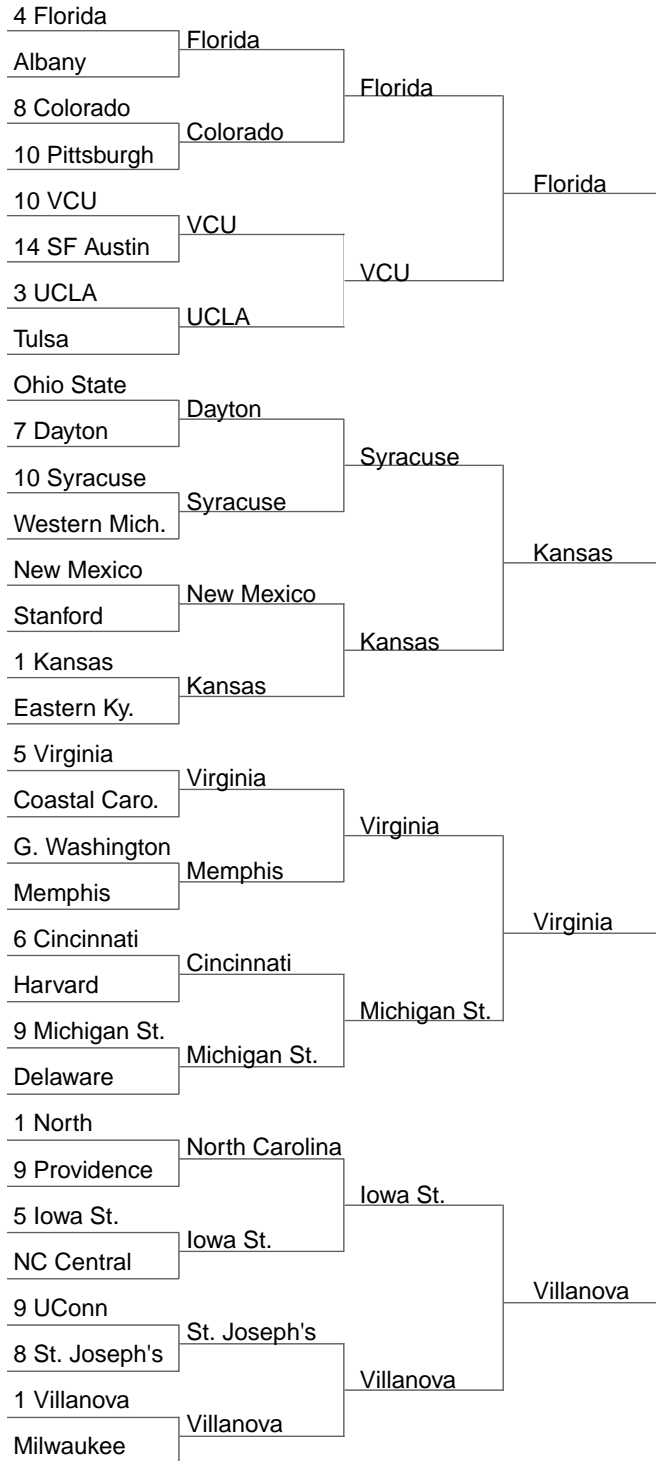 4 Florida
Florida
Albany
Florida
8 Colorado
Colorado
10 Pittsburgh
Florida
10 VCU
VCU
14 SF Austin
VCU
3 UCLA
UCLA
Tulsa
Ohio State
Dayton
7 Dayton
Syracuse
10 Syracuse
Syracuse
Western Mich.
Kansas
New Mexico
New Mexico
Stanford
Kansas
1 Kansas
Kansas
Eastern Ky.
5 Virginia
Virginia
Coastal Caro.
Virginia
G. Washington
Memphis
Memphis
Virginia
6 Cincinnati
Cincinnati
Harvard
Michigan St.
9 Michigan St.
Michigan St.
Delaware
1 North
North Carolina
9 Providence
Iowa St.
5 Iowa St.
Iowa St.
NC Central
Villanova
9 UConn
St. Joseph's
8 St. Joseph's
Villanova
1 Villanova
Villanova
Milwaukee